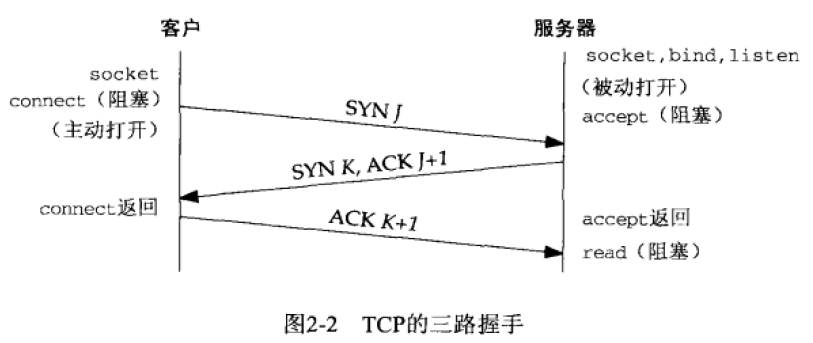 客户
服务器
socket
connect（阻塞）
（主动打开）
socket,bind,listen
（被动打开）
accept（阻塞）
SYN J
SYN K, ACK J+1
connect返回
ACK K+1
accept返回
read（阻塞）
图2-2 TCP的三路握手